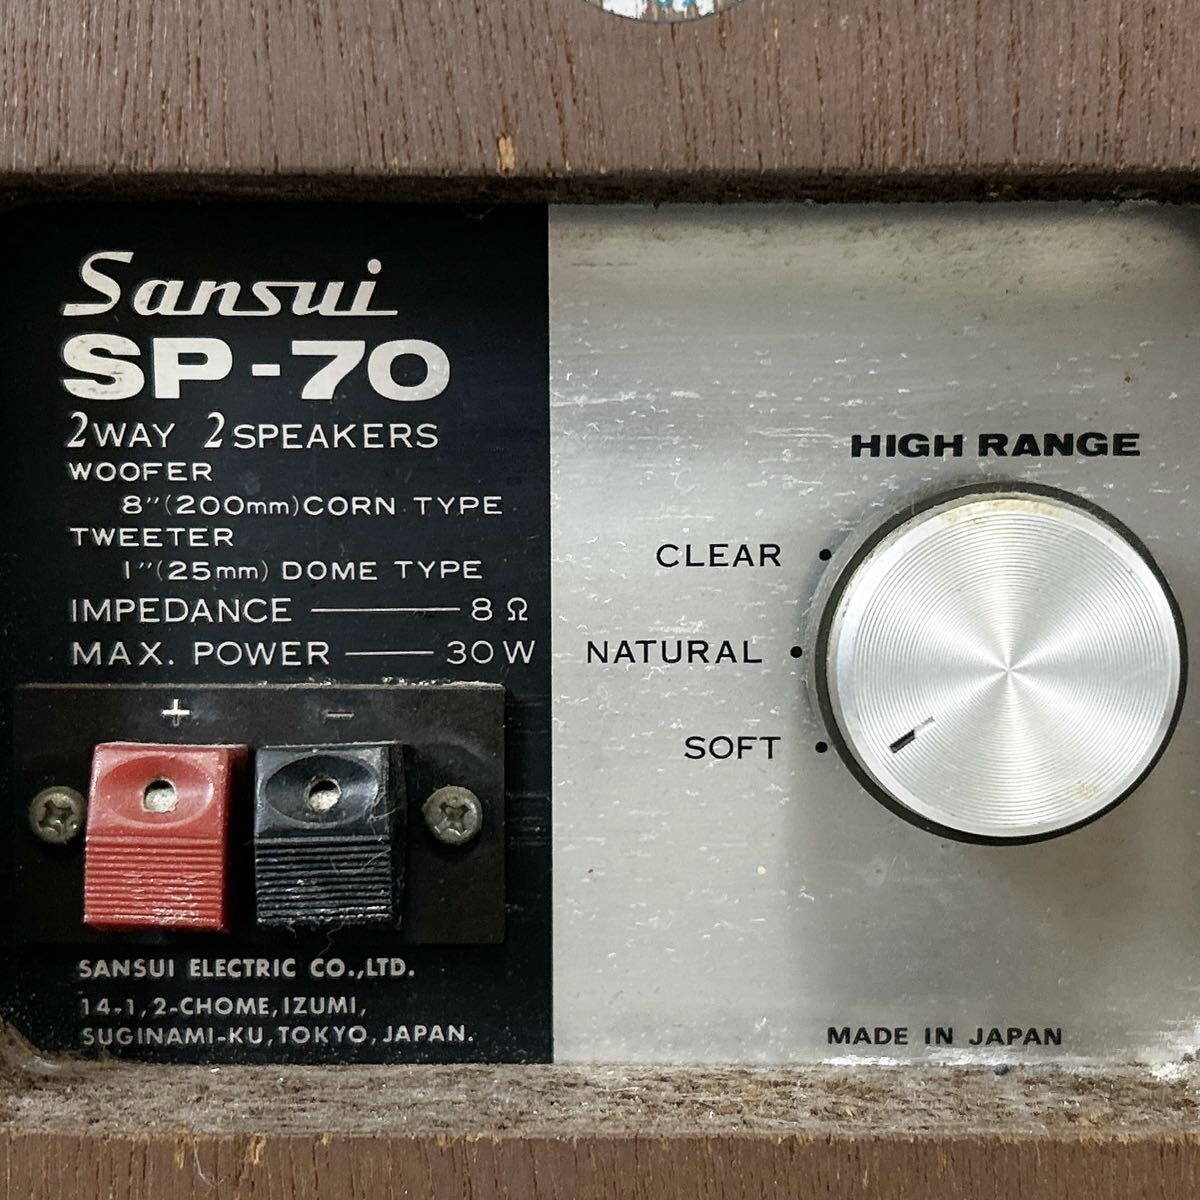 Sansui
SP-70
2WAY 2SPEAKERS
WOOFER
8"(200mm)CORN TYPE
TWEETER
1"(25mm) DOME TYPE
IMPEDANCE 8 Ω
MAX. POWER 30W
+ −
SANSUI ELECTRIC CO.,LTD.
14-1, 2-CHOME, IZUMI,
SUGINAMI-KU, TOKYO, JAPAN.
HIGH RANGE
CLEAR
NATURAL
SOFT
MADE IN JAPAN